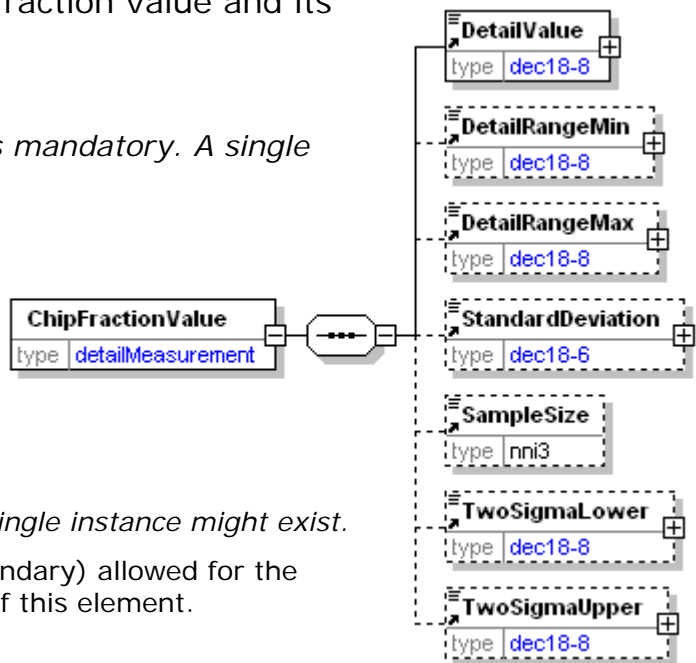 fraction value and its
s mandatory. A single
DetailValue
type dec18-8
DetailRangeMin
type dec18-8
DetailRangeMax
type dec18-8
ChipFractionValue
type detailMeasurement
StandardDeviation
type dec18-6
SampleSize
type nni3
ingle instance might exist.
TwoSigmaLower
type dec18-8
ndary) allowed for the
f this element.
TwoSigmaUpper
type dec18-8